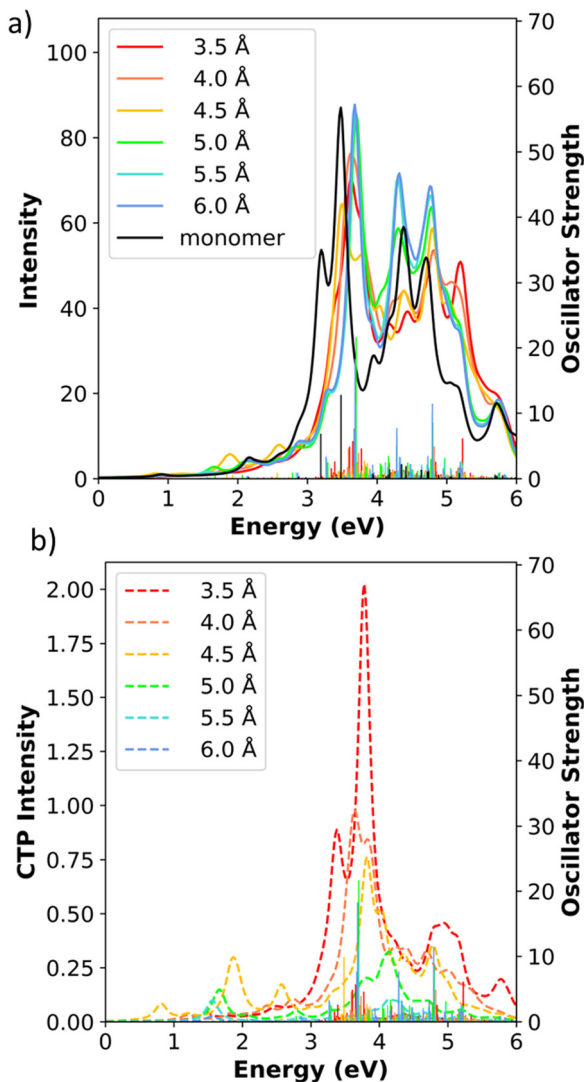 a)
100
80
60
40
20
0
Intensity
3.5 Å
4.0 Å
4.5 Å
5.0 Å
5.5 Å
6.0 Å
monomer
70
60
50
40
30
20
10
0
Oscillator Strength
0 1 2 3 4 5 6
Energy (eV)
b)
2.00
1.75
1.50
1.25
1.00
0.75
0.50
0.25
0.00
CTP Intensity
3.5 Å
4.0 Å
4.5 Å
5.0 Å
5.5 Å
6.0 Å
70
60
50
40
30
20
10
0
Oscillator Strength
0 1 2 3 4 5 6
Energy (eV)